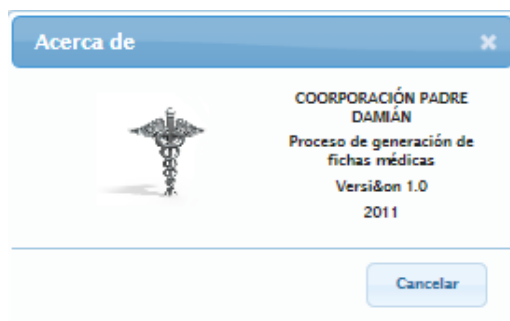 Acerca de
COORPORACIÓN PADRE
DAMIÁN
Proceso de generación de
fichas médicas
Versi&on 1.0
2011
Cancelar